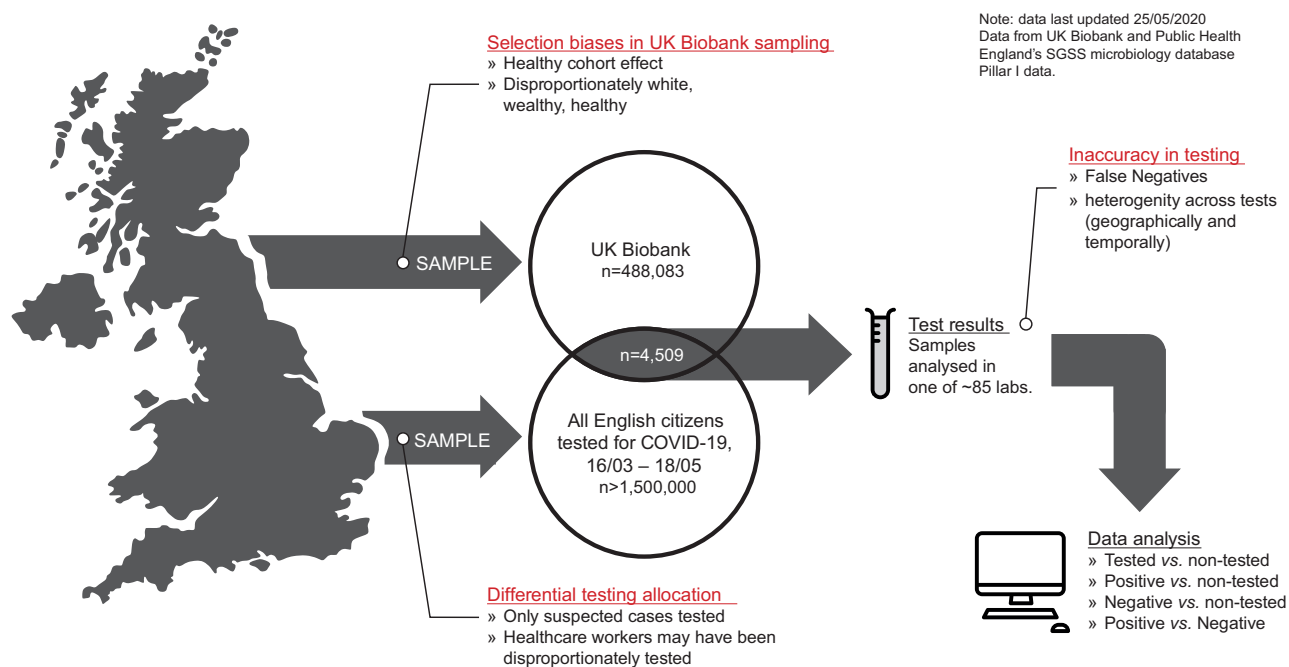 Selection biases in UK Biobank sampling
» Healthy cohort effect
» Disproportionately white,
wealthy, healthy
Note: data last updated 25/05/2020
Data from UK Biobank and Public Health
England's SGSS microbiology database
Pillar I data.
Inaccuracy in testing
» False Negatives
» heterogenity across tests
(geographically and
temporally)
SAMPLE
UK Biobank
n=488,083
n=4,509
Test results
Samples
analysed in
one of ~85 labs.
SAMPLE
All English citizens
tested for COVID-19,
16/03 – 18/05
n>1,500,000
Differential testing allocation
» Only suspected cases tested
» Healthcare workers may have been
disproportionately tested
Data analysis
» Tested vs. non-tested
» Positive vs. non-tested
» Negative vs. non-tested
» Positive vs. Negative